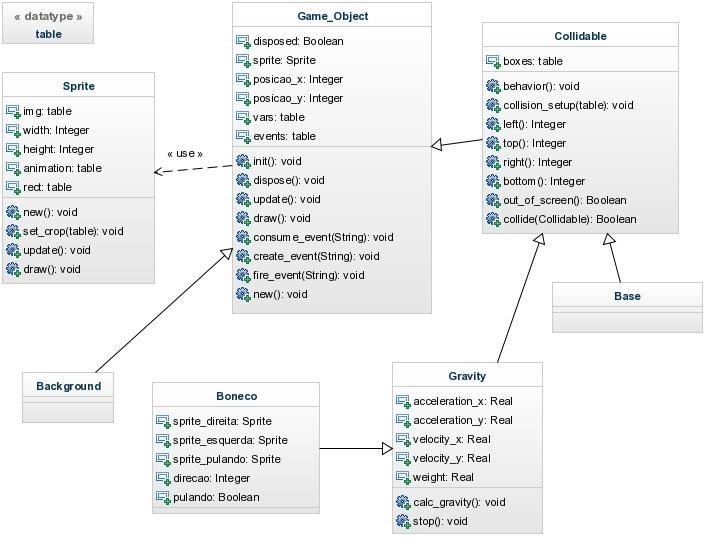 « datatype »
table
Sprite
img: table
width: Integer
height: Integer
animation: table
rect: table
new(): void
set_crop(table): void
update(): void
draw(): void
« use »
Game_Object
disposed: Boolean
sprite: Sprite
posicao_x: Integer
posicao_y: Integer
vars: table
events: table
init(): void
dispose(): void
update(): void
draw(): void
consume_event(String): void
create_event(String): void
fire_event(String): void
new(): void
Collidable
boxes: table
behavior(): void
collision_setup(table): void
left(): Integer
top(): Integer
right(): Integer
bottom(): Integer
out_of_screen(): Boolean
collide(Collidable): Boolean
Base
Background
Boneco
sprite_direita: Sprite
sprite_esquerda: Sprite
sprite_pulando: Sprite
direcao: Integer
pulando: Boolean
Gravity
acceleration_x: Real
acceleration_y: Real
velocity_x: Real
velocity_y: Real
weight: Real
calc_gravity(): void
stop(): void